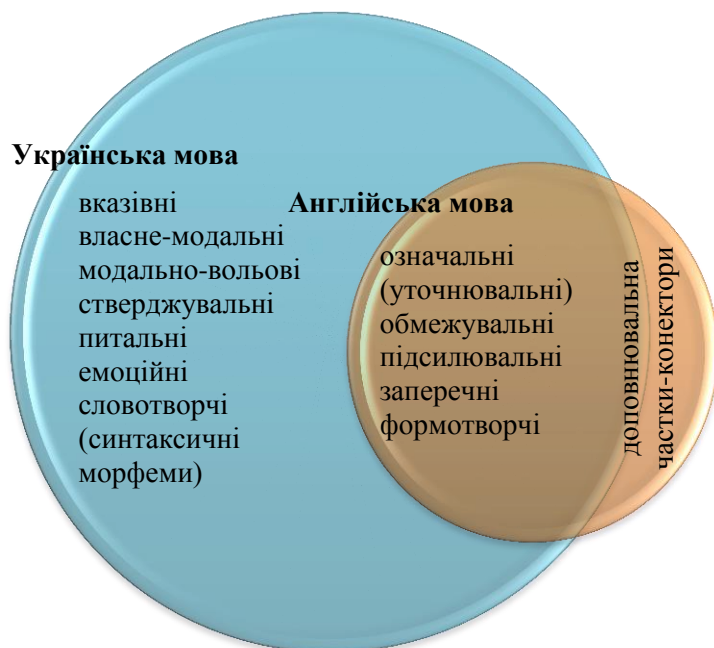 Українська мова
вказівні
власне-модальні
модально-вольові
стверджувальні
питальні
емоційні
словотворчі
(синтаксичні
морфеми)
Англійська мова
означальні
(уточнювальні)
обмежувальні
підсилювальні
заперечні
формотворчі
доповнювальна
частки-конектори